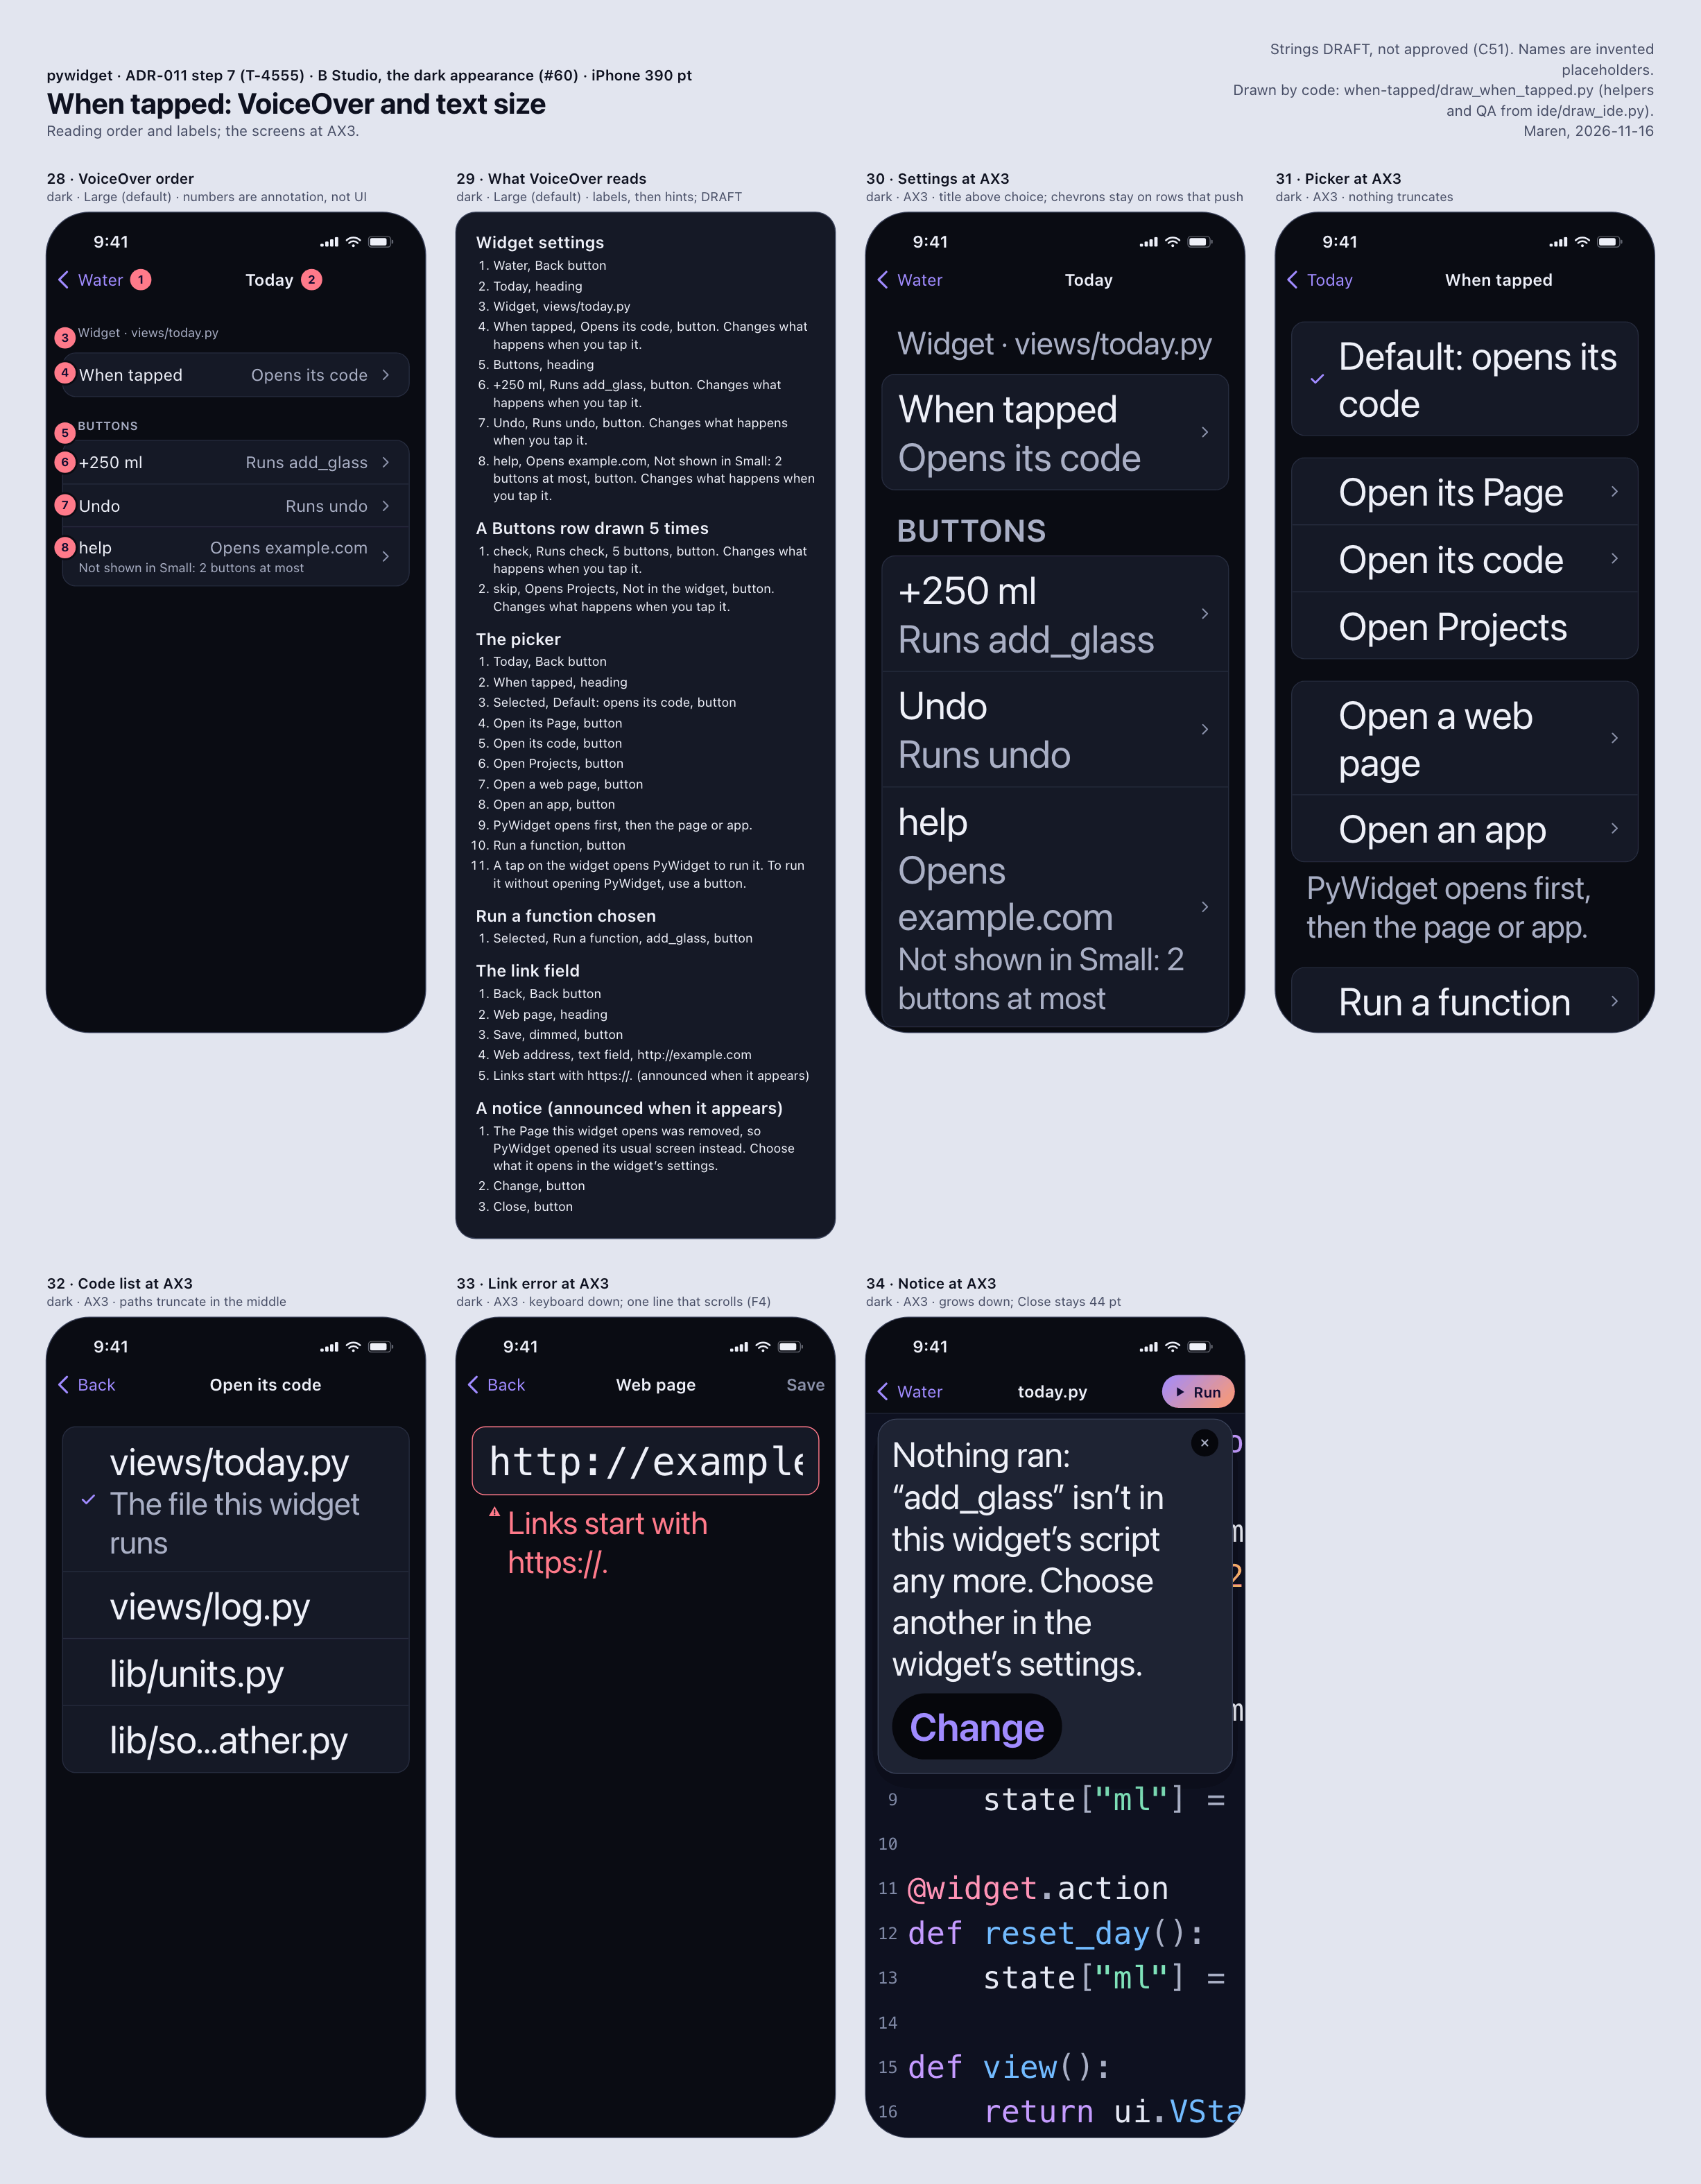 pywidget · ADR-011 step 7 (T-4555) · B Studio, the dark appearance (#60) · iPhone 390 pt
When tapped: VoiceOver and text size
Reading order and labels; the screens at AX3.
Strings DRAFT, not approved (C51). Names are invented
placeholders.
Drawn by code: when-tapped/draw_when_tapped.py (helpers
and QA from ide/draw_ide.py).
Maren, 2026-11-16
28 · VoiceOver order
dark · Large (default) · numbers are annotation, not UI
9:41
Water 1 Today 2
3 Widget · views/today.py
4 When tapped Opens its code
5 BUTTONS
6 +250 ml Runs add_glass
7 Undo Runs undo
8 help Opens example.com
Not shown in Small: 2 buttons at most
29 · What VoiceOver reads
dark · Large (default) · labels, then hints; DRAFT
Widget settings
1. Water, Back button
2. Today, heading
3. Widget, views/today.py
4. When tapped, Opens its code, button. Changes what
happens when you tap it.
5. Buttons, heading
6. +250 ml, Runs add_glass, button. Changes what
happens when you tap it.
7. Undo, Runs undo, button. Changes what happens
when you tap it.
8. help, Opens example.com, Not shown in Small: 2
buttons at most, button. Changes what happens when
you tap it.
A Buttons row drawn 5 times
1. check, Runs check, 5 buttons, button. Changes what
happens when you tap it.
2. skip, Opens Projects, Not in the widget, button.
Changes what happens when you tap it.
The picker
1. Today, Back button
2. When tapped, heading
3. Selected, Default: opens its code, button
4. Open its Page, button
5. Open its code, button
6. Open Projects, button
7. Open a web page, button
8. Open an app, button
9. PyWidget opens first, then the page or app.
10. Run a function, button
11. A tap on the widget opens PyWidget to run it. To run
it without opening PyWidget, use a button.
Run a function chosen
1. Selected, Run a function, add_glass, button
The link field
1. Back, Back button
2. Web page, heading
3. Save, dimmed, button
4. Web address, text field, http://example.com
5. Links start with https://. (announced when it appears)
A notice (announced when it appears)
1. The Page this widget opens was removed, so
PyWidget opened its usual screen instead. Choose
what it opens in the widget’s settings.
2. Change, button
3. Close, button
30 · Settings at AX3
dark · AX3 · title above choice; chevrons stay on rows that push
9:41
Water Today
Widget · views/today.py
When tapped
Opens its code
BUTTONS
+250 ml
Runs add_glass
Undo
Runs undo
help
Opens
example.com
Not shown in Small: 2
buttons at most
31 · Picker at AX3
dark · AX3 · nothing truncates
9:41
Today When tapped
Default: opens its
code
Open its Page
Open its code
Open Projects
Open a web
page
Open an app
PyWidget opens first,
then the page or app.
Run a function
32 · Code list at AX3
dark · AX3 · paths truncate in the middle
9:41
Back Open its code
views/today.py
The file this widget
runs
views/log.py
lib/units.py
lib/so…ather.py
33 · Link error at AX3
dark · AX3 · keyboard down; one line that scrolls (F4)
9:41
Back Web page Save
http://example
Links start with
https://.
34 · Notice at AX3
dark · AX3 · grows down; Close stays 44 pt
9:41
Water today.py Run
Nothing ran:
“add_glass” isn’t in
this widget’s script
any more. Choose
another in the
widget’s settings.
Change
9 state["ml"] =
10
11 @widget.action
12 def reset_day():
13 state["ml"] =
14
15 def view():
16 return ui.VSta